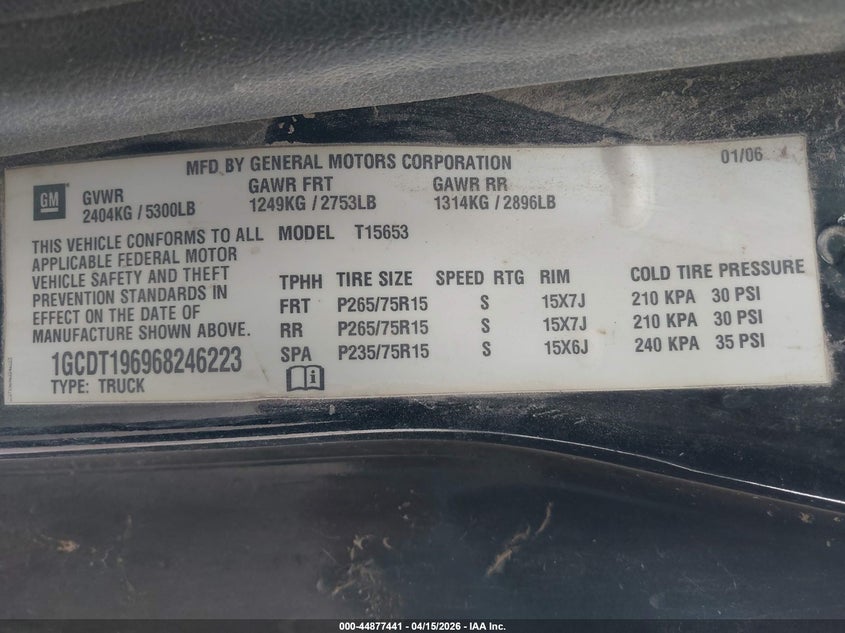 MFD BY GENERAL MOTORS CORPORATION 01/06
GM
GVWR GAWR FRT GAWR RR
2404KG / 5300LB 1249KG / 2753LB 1314KG / 2896LB
THIS VEHICLE CONFORMS TO ALL
APPLICABLE FEDERAL MOTOR
VEHICLE SAFETY AND THEFT
PREVENTION STANDARDS IN
EFFECT ON THE DATE OF
MANUFACTURE SHOWN ABOVE.
1GCDT196968246223
TYPE: TRUCK
MODEL T15653
TPHH TIRE SIZE SPEED RTG RIM COLD TIRE PRESSURE
FRT P265/75R15 S 15X7J 210 KPA 30 PSI
RR P265/75R15 S 15X7J 210 KPA 30 PSI
SPA P235/75R15 S 15X6J 240 KPA 35 PSI
000-44877441 - 04/15/2026 - IAA Inc.